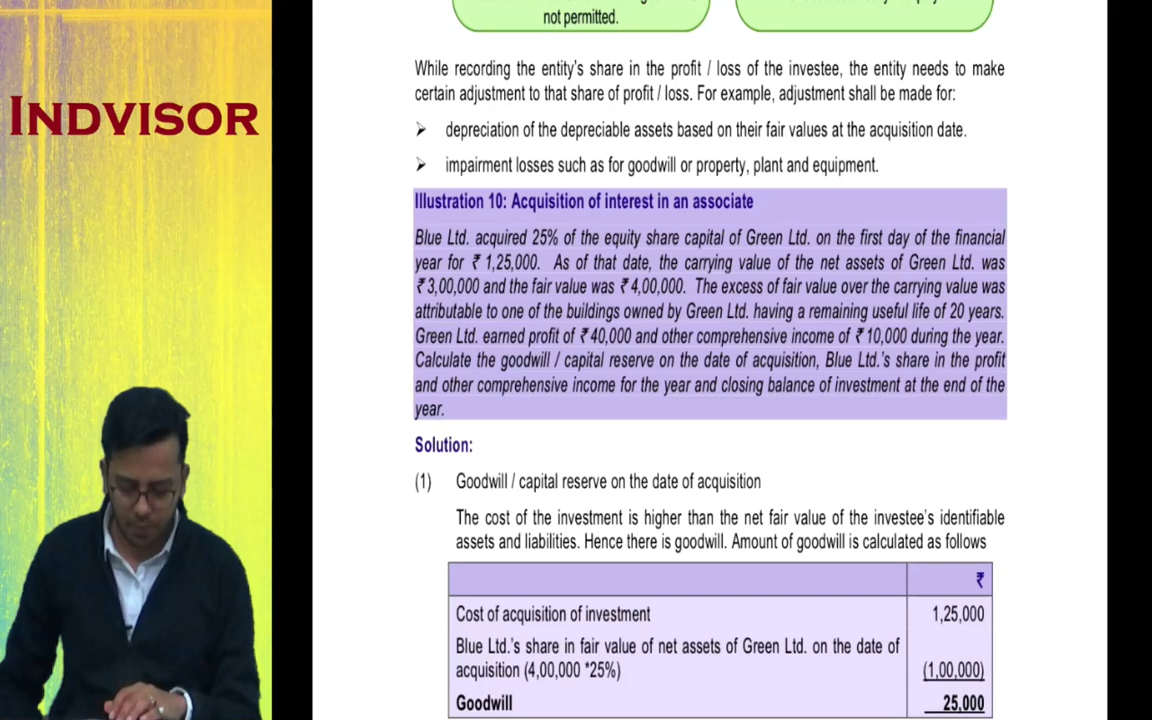 INDVISOR
not permitted.
While recording the entity's share in the profit / loss of the investee, the entity needs to make
certain adjustment to that share of profit / loss. For example, adjustment shall be made for:
➢ depreciation of the depreciable assets based on their fair values at the acquisition date.
➢ impairment losses such as for goodwill or property, plant and equipment.
Illustration 10: Acquisition of interest in an associate
Blue Ltd. acquired 25% of the equity share capital of Green Ltd. on the first day of the financial
year for ₹ 1,25,000. As of that date, the carrying value of the net assets of Green Ltd. was
₹ 3,00,000 and the fair value was ₹ 4,00,000. The excess of fair value over the carrying value was
attributable to one of the buildings owned by Green Ltd. having a remaining useful life of 20 years.
Green Ltd. earned profit of ₹ 40,000 and other comprehensive income of ₹ 10,000 during the year.
Calculate the goodwill / capital reserve on the date of acquisition, Blue Ltd.'s share in the profit
and other comprehensive income for the year and closing balance of investment at the end of the
year.
Solution:
(1) Goodwill / capital reserve on the date of acquisition
The cost of the investment is higher than the net fair value of the investee's identifiable
assets and liabilities. Hence there is goodwill. Amount of goodwill is calculated as follows
₹
Cost of acquisition of investment 1,25,000
Blue Ltd.'s share in fair value of net assets of Green Ltd. on the date of
acquisition (4,00,000 *25%) (1,00,000)
Goodwill 25,000